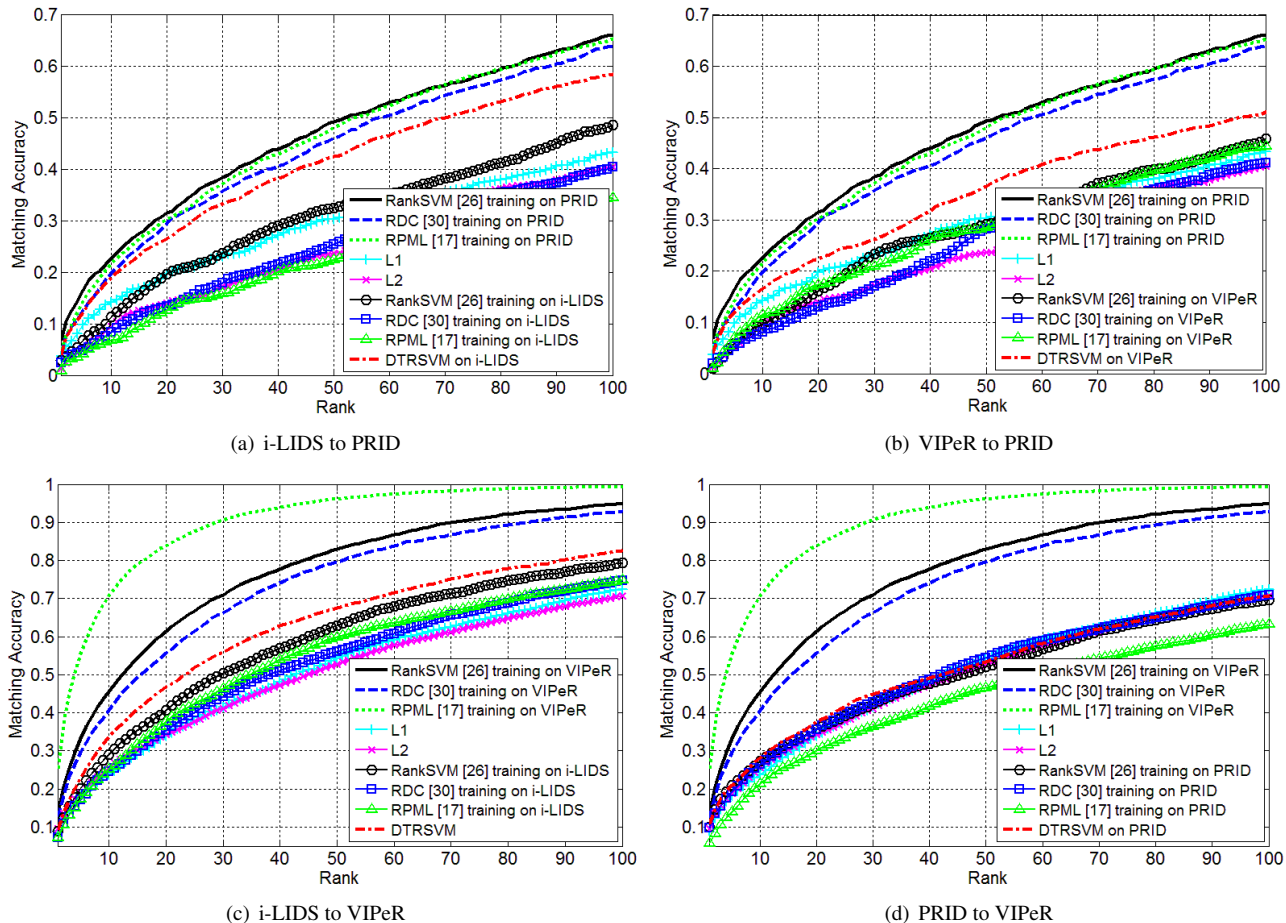 0.7
0.6
0.5
0.4
0.3
0.2
0.1
0
Matching Accuracy
10 20 30 40 50 60 70 80 90 100
Rank
RankSVM [26] training on PRID
RDC [30] training on PRID
RPML [17] training on PRID
L1
L2
RankSVM [26] training on i-LIDS
RDC [30] training on i-LIDS
RPML [17] training on i-LIDS
DTRSVM on i-LIDS
(a) i-LIDS to PRID
0.7
0.6
0.5
0.4
0.3
0.2
0.1
0
Matching Accuracy
10 20 30 40 50 60 70 80 90 100
Rank
RankSVM [26] training on PRID
RDC [30] training on PRID
RPML [17] training on PRID
L1
L2
RankSVM [26] training on VIPeR
RDC [30] training on VIPeR
RPML [17] training on VIPeR
DTRSVM on VIPeR
(b) VIPeR to PRID
1
0.9
0.8
0.7
0.6
0.5
0.4
0.3
0.2
0.1
Matching Accuracy
10 20 30 40 50 60 70 80 90 100
Rank
RankSVM [26] training on VIPeR
RDC [30] training on VIPeR
RPML [17] training on VIPeR
L1
L2
RankSVM [26] training on i-LIDS
RDC [30] training on i-LIDS
RPML [17] training on i-LIDS
DTRSVM
(c) i-LIDS to VIPeR
1
0.9
0.8
0.7
0.6
0.5
0.4
0.3
0.2
0.1
Matching Accuracy
10 20 30 40 50 60 70 80 90 100
Rank
RankSVM [26] training on VIPeR
RDC [30] training on VIPeR
RPML [17] training on VIPeR
L1
L2
RankSVM [26] training on PRID
RDC [30] training on PRID
RPML [17] training on PRID
DTRSVM on PRID
(d) PRID to VIPeR